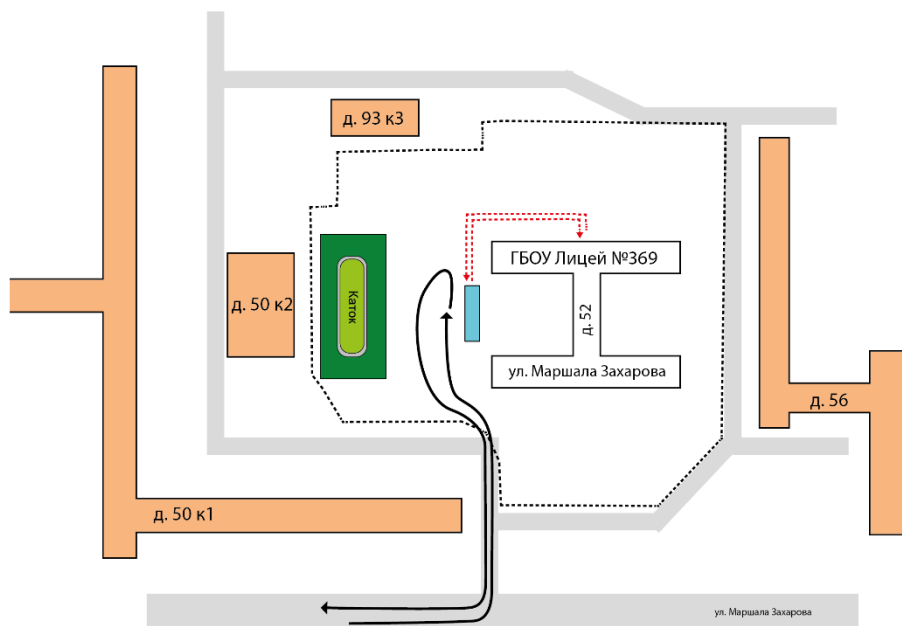 д. 93 к3
ГБОУ Лицей №369
д. 50 к2
Каток
д. 52
ул. Маршала Захарова
д. 56
д. 50 к1
ул. Маршала Захарова